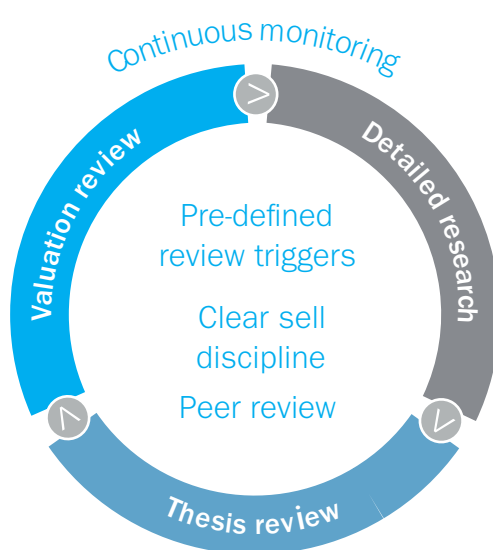 Continuous monitoring
Valuation review
Detailed research
Pre-defined
review triggers
Clear sell
discipline
Peer review
Thesis review